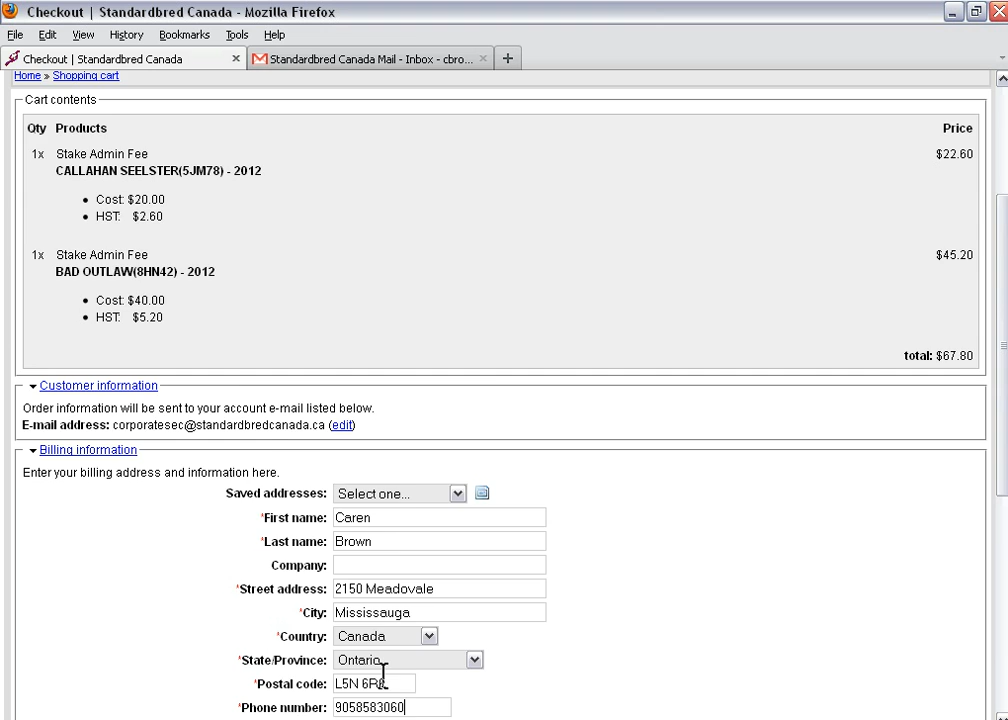 Checkout | Standardbred Canada - Mozilla Firefox
File Edit View History Bookmarks Tools Help
Checkout | Standardbred Canada
Standardbred Canada Mail - Inbox - cbro...
Home » Shopping cart
Cart contents
Qty Products Price
1x Stake Admin Fee $22.60
CALLAHAN SEELSTER(5JM78) - 2012
• Cost: $20.00
• HST: $2.60
1x Stake Admin Fee $45.20
BAD OUTLAW(8HN42) - 2012
• Cost: $40.00
• HST: $5.20
total: $67.80
Customer information
Order information will be sent to your account e-mail listed below.
E-mail address: corporatesec@standardbredcanada.ca (edit)
Billing information
Enter your billing address and information here.
Saved addresses: Select one...
*First name: Caren
*Last name: Brown
Company:
*Street address: 2150 Meadovale
*City: Mississauga
*Country: Canada
*State/Province: Ontario
*Postal code: L5N
*Phone number: 9058583060